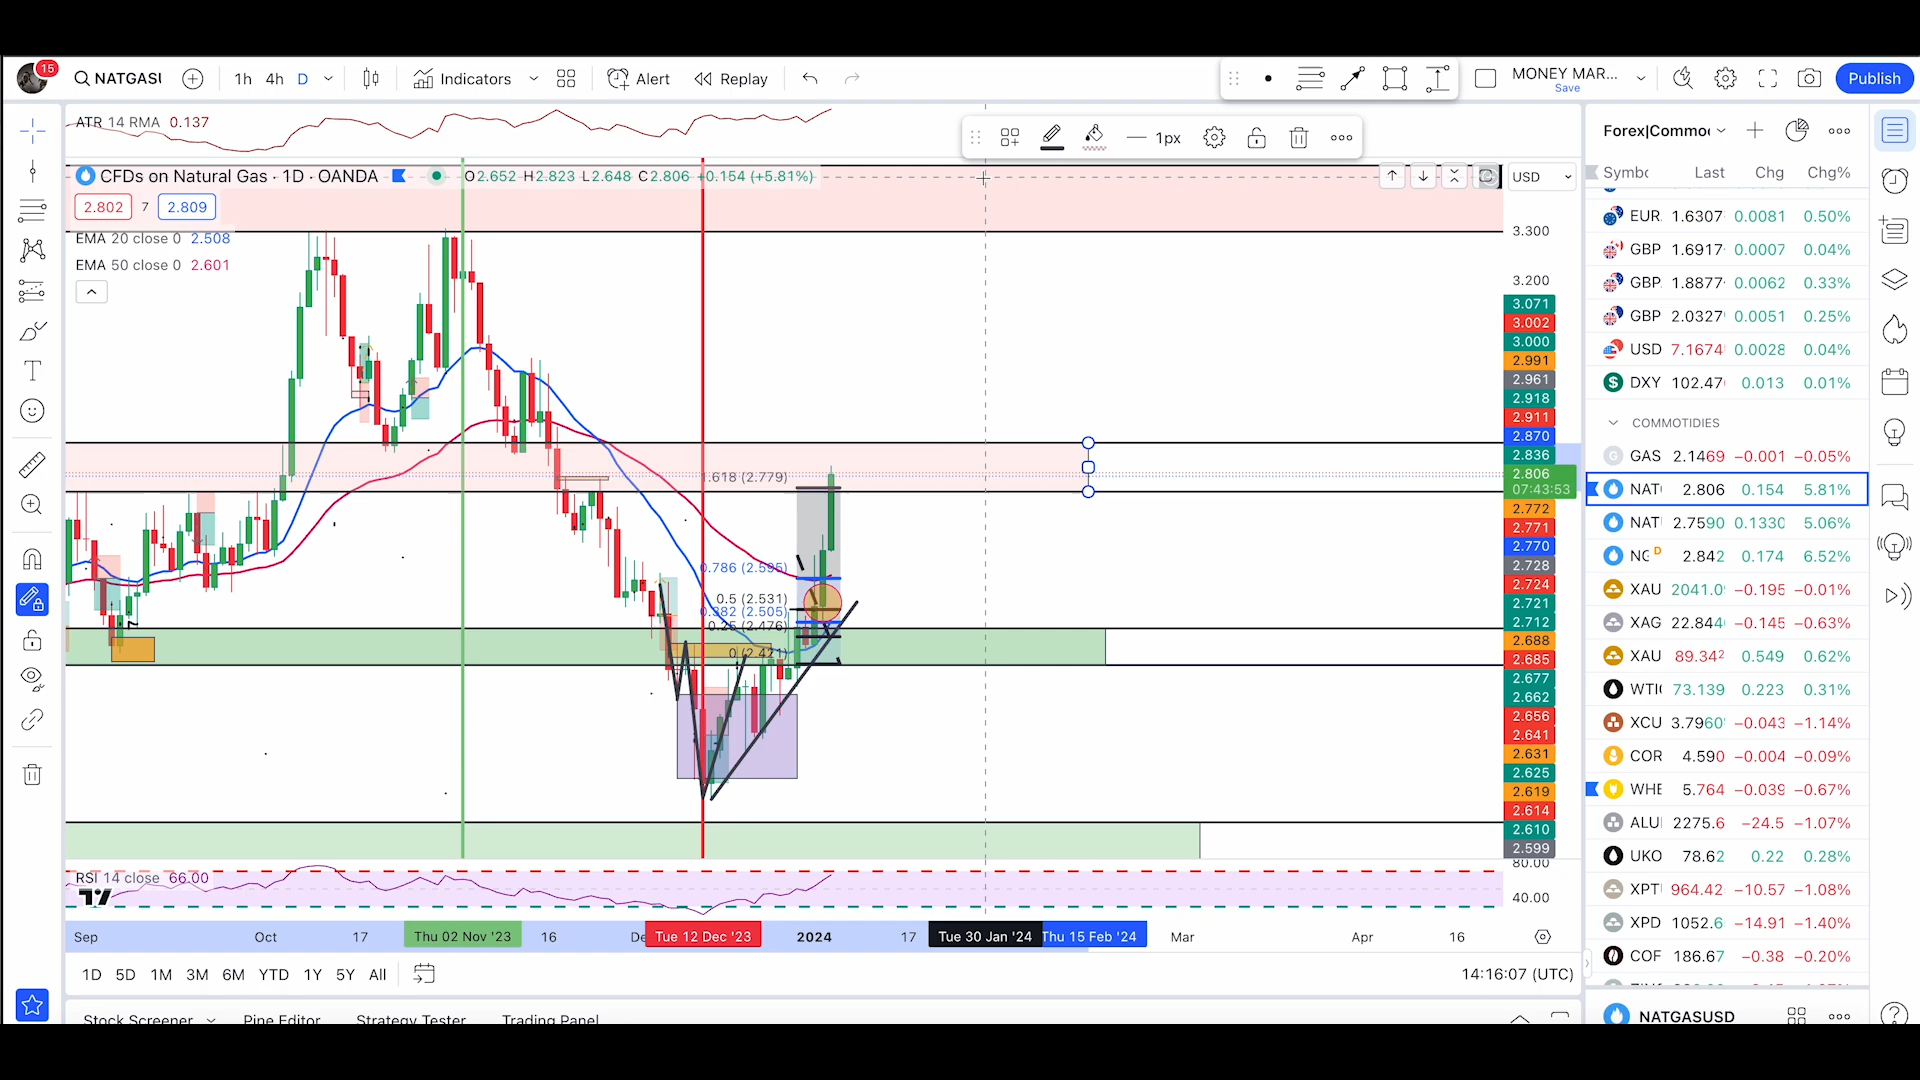 15
NATGASU
1h 4h D
Indicators
Alert
Replay
MONEY MAR...
Save
Publish
ATR 14 RMA 0.137
1px
CFDs on Natural Gas · 1D · OANDA
O2.652 H2.823 L2.648 C2.806 +0.154 (+5.81%)
USD
2.802 7 2.809
EMA 20 close 0 2.508
EMA 50 close 0 2.601
3.300
3.200
3.071
3.002
3.000
2.991
2.961
2.918
2.911
2.870
2.836
2.806
07:43:53
2.772
2.771
2.770
2.728
2.724
2.721
2.712
2.688
2.685
2.677
2.662
2.656
2.641
2.631
2.625
2.619
2.614
2.610
2.599
80.00
40.00
1.618 (2.779)
0.786 (2.595)
0.5 (2.531)
0.382 (2.505)
0.25 (2.476)
0 (2.421)
RSI 14 close 66.00
Sep Oct 17 Thu 02 Nov '23 16 De Tue 12 Dec '23 2024 17 Tue 30 Jan '24 Thu 15 Feb '24 Mar Apr 16
1D 5D 1M 3M 6M YTD 1Y 5Y All
14:16:07 (UTC)
Stock Screener Pine Editor Strategy Tester Trading Panel
Forex|Commo
Symbo Last Chg Chg%
EUR 1.6307 0.0081 0.50%
GBP 1.6917 0.0007 0.04%
GBP 1.8877 0.0062 0.33%
GBP 2.0327 0.0051 0.25%
USD 7.1674 0.0028 0.04%
DXY 102.47 0.013 0.01%
COMMOTIDIES
GAS 2.1469 −0.001 −0.05%
NAT 2.806 0.154 5.81%
NAT 2.7590 0.1330 5.06%
NG D 2.842 0.174 6.52%
XAU 2041.0 −0.195 −0.01%
XAG 22.844 −0.145 −0.63%
XAU 89.342 0.549 0.62%
WTI 73.139 0.223 0.31%
XCU 3.7960 −0.043 −1.14%
COR 4.590 −0.004 −0.09%
WHE 5.764 −0.039 −0.67%
ALU 2275.6 −24.5 −1.07%
UKO 78.62 0.22 0.28%
XPT 964.42 −10.57 −1.08%
XPD 1052.6 −14.91 −1.40%
COF 186.67 −0.38 −0.20%
NATGASUSD